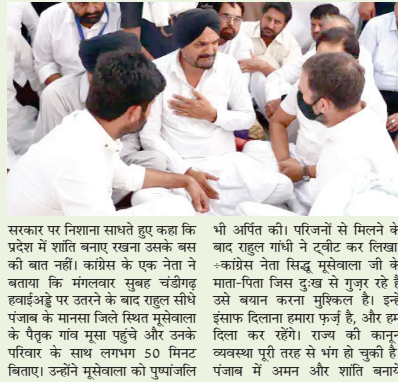 सरकार पर निशाना साधते हुए कहा कि
प्रदेश में शांति बनाए रखना उसके बस
की बात नहीं। कांग्रेस के एक नेता ने
बताया कि मंगलवार सुबह चंडीगढ़
हवाईअड्डे पर उतरने के बाद राहुल सीधे
पंजाब के मानसा जिले स्थित मूसेवाला
के पैतृक गांव मूसा पहुंचे और उनके
परिवार के साथ लगभग 50 मिनट
बिताए। उन्होंने मूसेवाला को पुष्पांजलि
भी अर्पित की। परिजनों से मिलने के
बाद राहुल गांधी ने ट्वीट कर लिखा
÷कांग्रेस नेता सिद्धू मूसेवाला जी के
माता-पिता जिस दुःख से गुज़र रहे हैं
उसे बयान करना मुश्किल है। इन्हें
इंसाफ दिलाना हमारा फर्ज़ है, और हम
दिला कर रहेंगे। राज्य की कानून
व्यवस्था पूरी तरह से भंग हो चुकी है
पंजाब में अमन और शांति बनाये